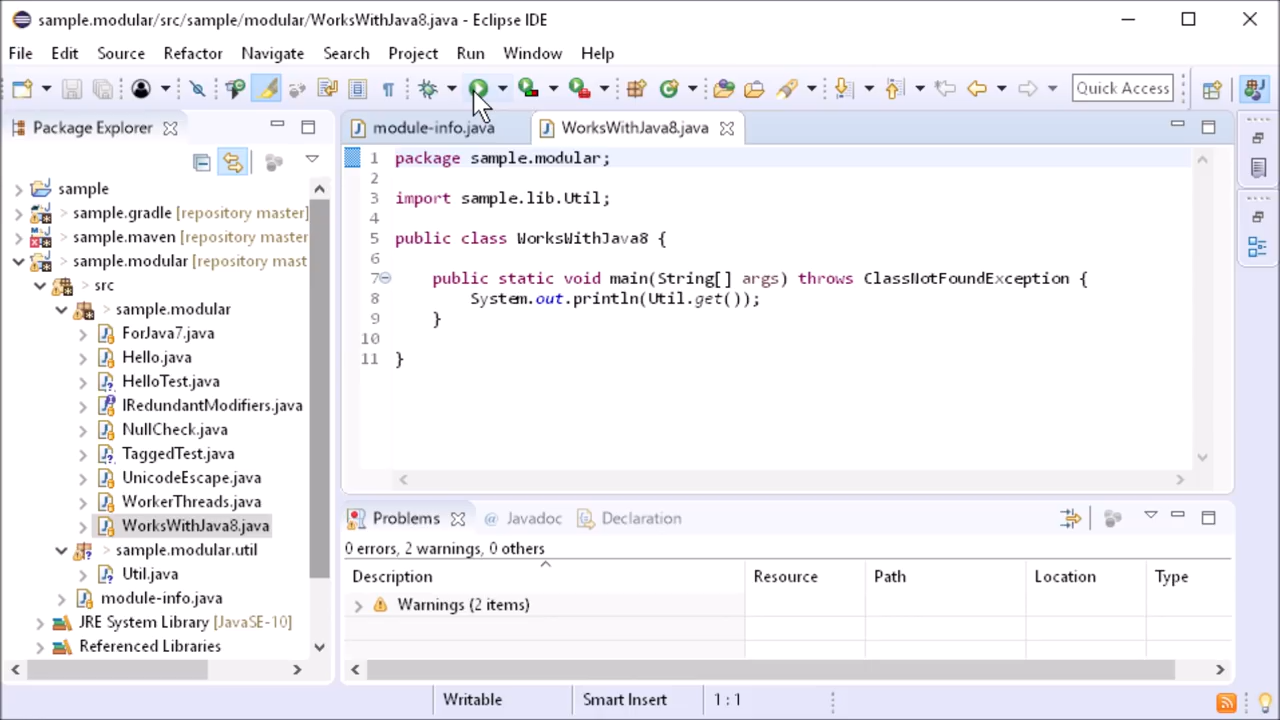 sample.modular/src/sample/modular/WorksWithJava8.java - Eclipse IDE
File Edit Source Refactor Navigate Search Project Run Window Help
Quick Access
Package Explorer
module-info.java
WorksWithJava8.java
sample
> sample.gradle [repository master]
> sample.maven [repository master
> sample.modular [repository mast
> src
> sample.modular
ForJava7.java
Hello.java
HelloTest.java
IRedundantModifiers.java
NullCheck.java
TaggedTest.java
UnicodeEscape.java
WorkerThreads.java
WorksWithJava8.java
> sample.modular.util
Util.java
module-info.java
JRE System Library [JavaSE-10]
Referenced Libraries
1 package sample.modular;
2
3 import sample.lib.Util;
4
5 public class WorksWithJava8 {
6
7 public static void main(String[] args) throws ClassNotFoundException {
8 System.out.println(Util.get());
9 }
10
11 }
Problems @ Javadoc Declaration
0 errors, 2 warnings, 0 others
Description Resource Path Location Type
Warnings (2 items)
Writable Smart Insert 1 : 1